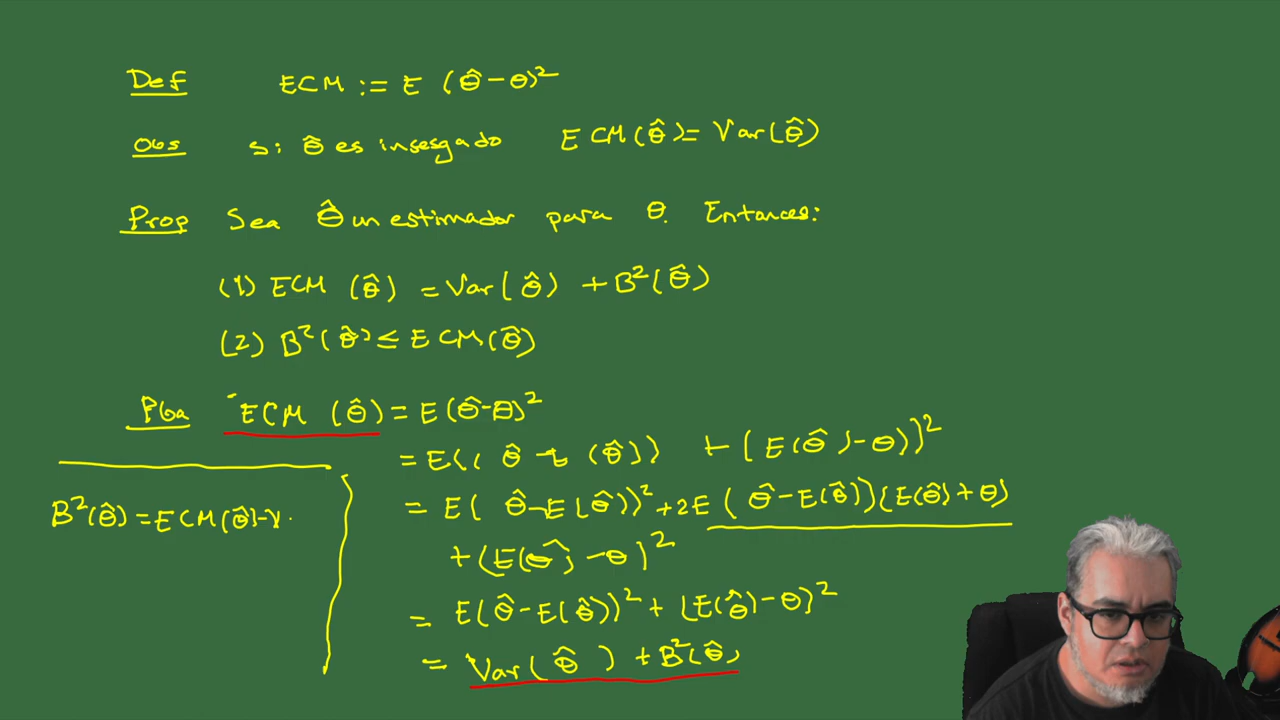 Def ECM := E (θ̂-θ)²
Obs si θ̂ es insesgado ECM(θ̂)= Var(θ̂)
Prop Sea θ̂ un estimador para θ. Entonces:
(1) ECM (θ̂) = Var(θ̂) + B²(θ̂)
(2) B²(θ̂) ≤ ECM(θ̂)
Pba ECM (θ̂) = E(θ̂-θ)²
= E(( θ̂ - E (θ̂)) + (E(θ̂)-θ))²
= E( θ̂-E(θ̂))² + 2E (θ̂-E(θ̂))(E(θ̂)+θ)
+ (E(θ̂) -θ)²
= E(θ̂-E(θ̂))² + (E(θ̂)-θ)²
= Var(θ̂) + B²(θ̂)
B²(θ̂) = ECM(θ̂)-V